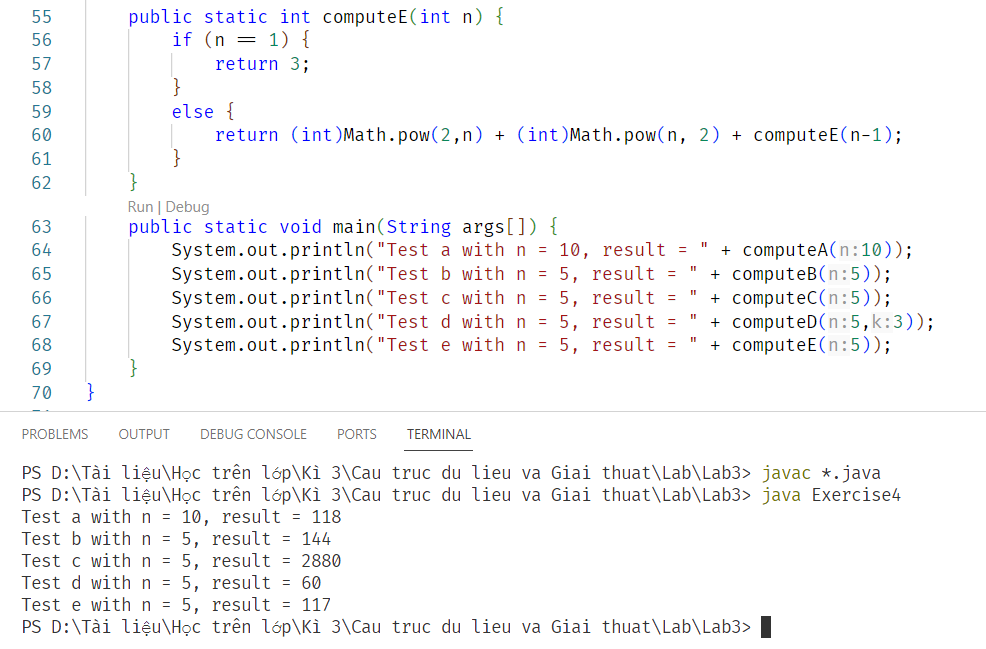 55 public static int computeE(int n) {
56 if (n == 1) {
57 return 3;
58 }
59 else {
60 return (int)Math.pow(2,n) + (int)Math.pow(n, 2) + computeE(n-1);
61 }
62 }
Run | Debug
63 public static void main(String args[]) {
64 System.out.println("Test a with n = 10, result = " + computeA(n:10));
65 System.out.println("Test b with n = 5, result = " + computeB(n:5));
66 System.out.println("Test c with n = 5, result = " + computeC(n:5));
67 System.out.println("Test d with n = 5, result = " + computeD(n:5,k:3));
68 System.out.println("Test e with n = 5, result = " + computeE(n:5));
69 }
70 }
PROBLEMS OUTPUT DEBUG CONSOLE PORTS TERMINAL
PS D:\Tài liệu\Học trên lớp\Kì 3\Cau truc du lieu va Giai thuat\Lab\Lab3> javac *.java
PS D:\Tài liệu\Học trên lớp\Kì 3\Cau truc du lieu va Giai thuat\Lab\Lab3> java Exercise4
Test a with n = 10, result = 118
Test b with n = 5, result = 144
Test c with n = 5, result = 2880
Test d with n = 5, result = 60
Test e with n = 5, result = 117
PS D:\Tài liệu\Học trên lớp\Kì 3\Cau truc du lieu va Giai thuat\Lab\Lab3>